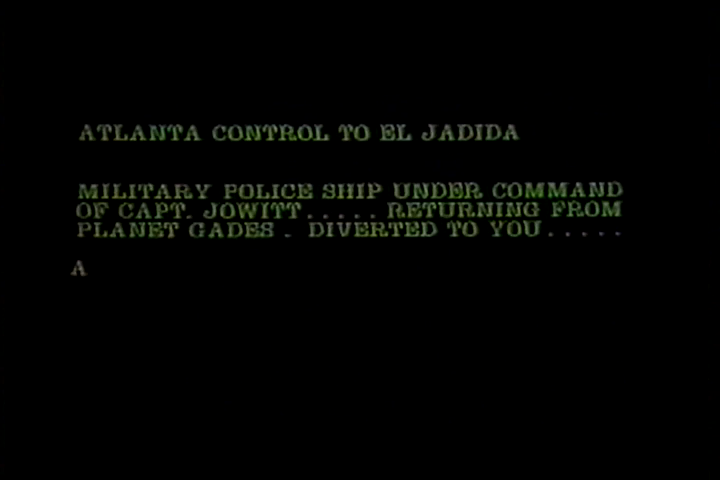 ATLANTA CONTROL TO EL JADIDA
MILITARY POLICE SHIP UNDER COMMAND
OF CAPT. JOWITT..... RETURNING FROM
PLANET GADES . DIVERTED TO YOU.....
A